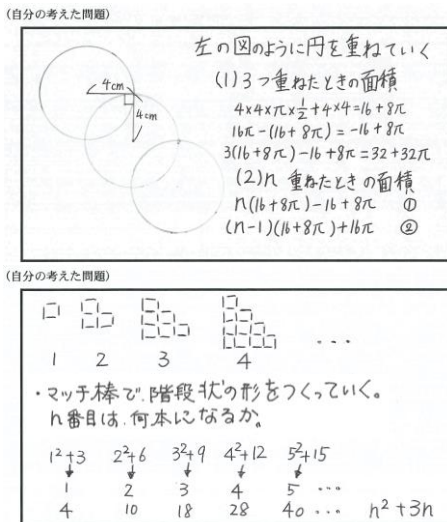 (自分の考えた問題)
左の図のように円を重ねていく
4cm
4cm
(1) 3つ重ねたときの面積
4×4×π×1/2+4×4=16+8π
16π-(16+8π)=-16+8π
3(16+8π)-16+8π=32+32π
(2) n 重ねたときの面積
n(16+8π)-16+8π ①
(n-1)(16+8π)+16π ②
(自分の考えた問題)
1 2 3 4 ...
・マッチ棒で階段状の形をつくっていく。
n番目は、何本になるか。
1²+3 2²+6 3²+9 4²+12 5²+15
↓ ↓ ↓ ↓ ↓
1 2 3 4 5 ...
4 10 18 28 40 ... n²+3n